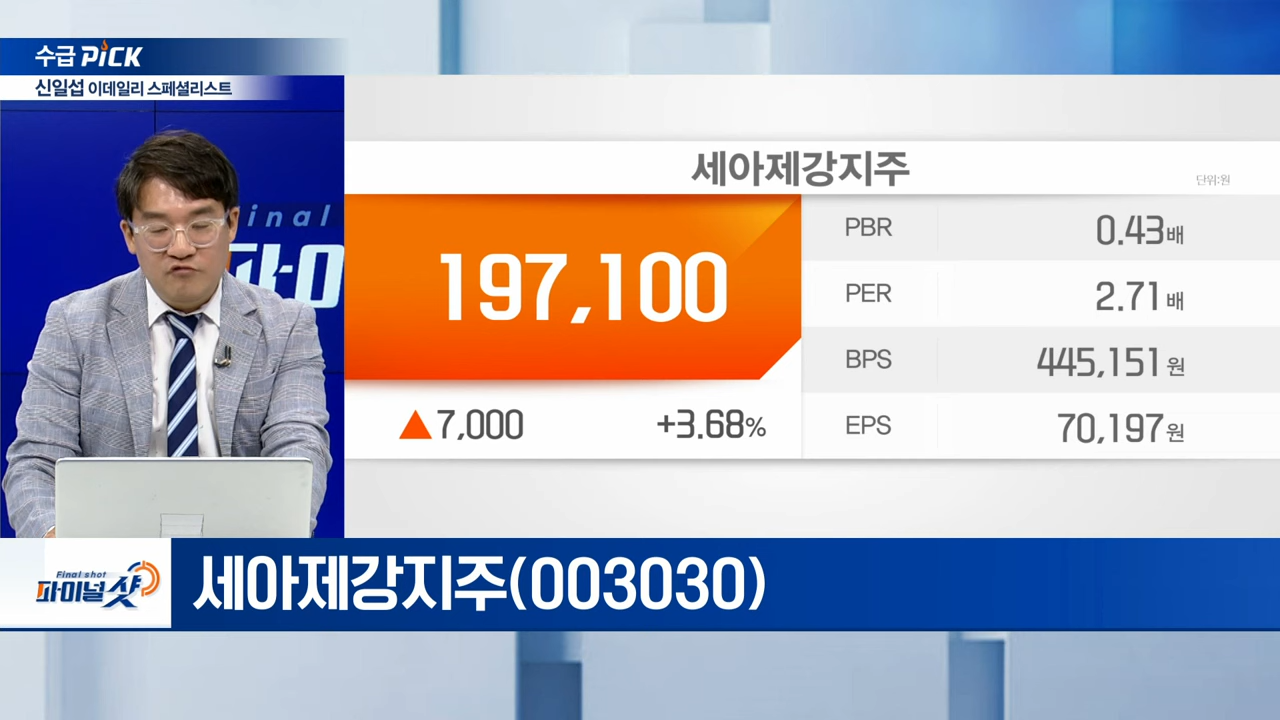 수급 PiCK
신일섭 이데일리 스페셜리스트
inal
파이
세아제강지주
단위:원
197,100
▲7,000 +3.68%
PBR 0.43배
PER 2.71배
BPS 445,151원
EPS 70,197원
Final shot
파이널샷
세아제강지주(003030)